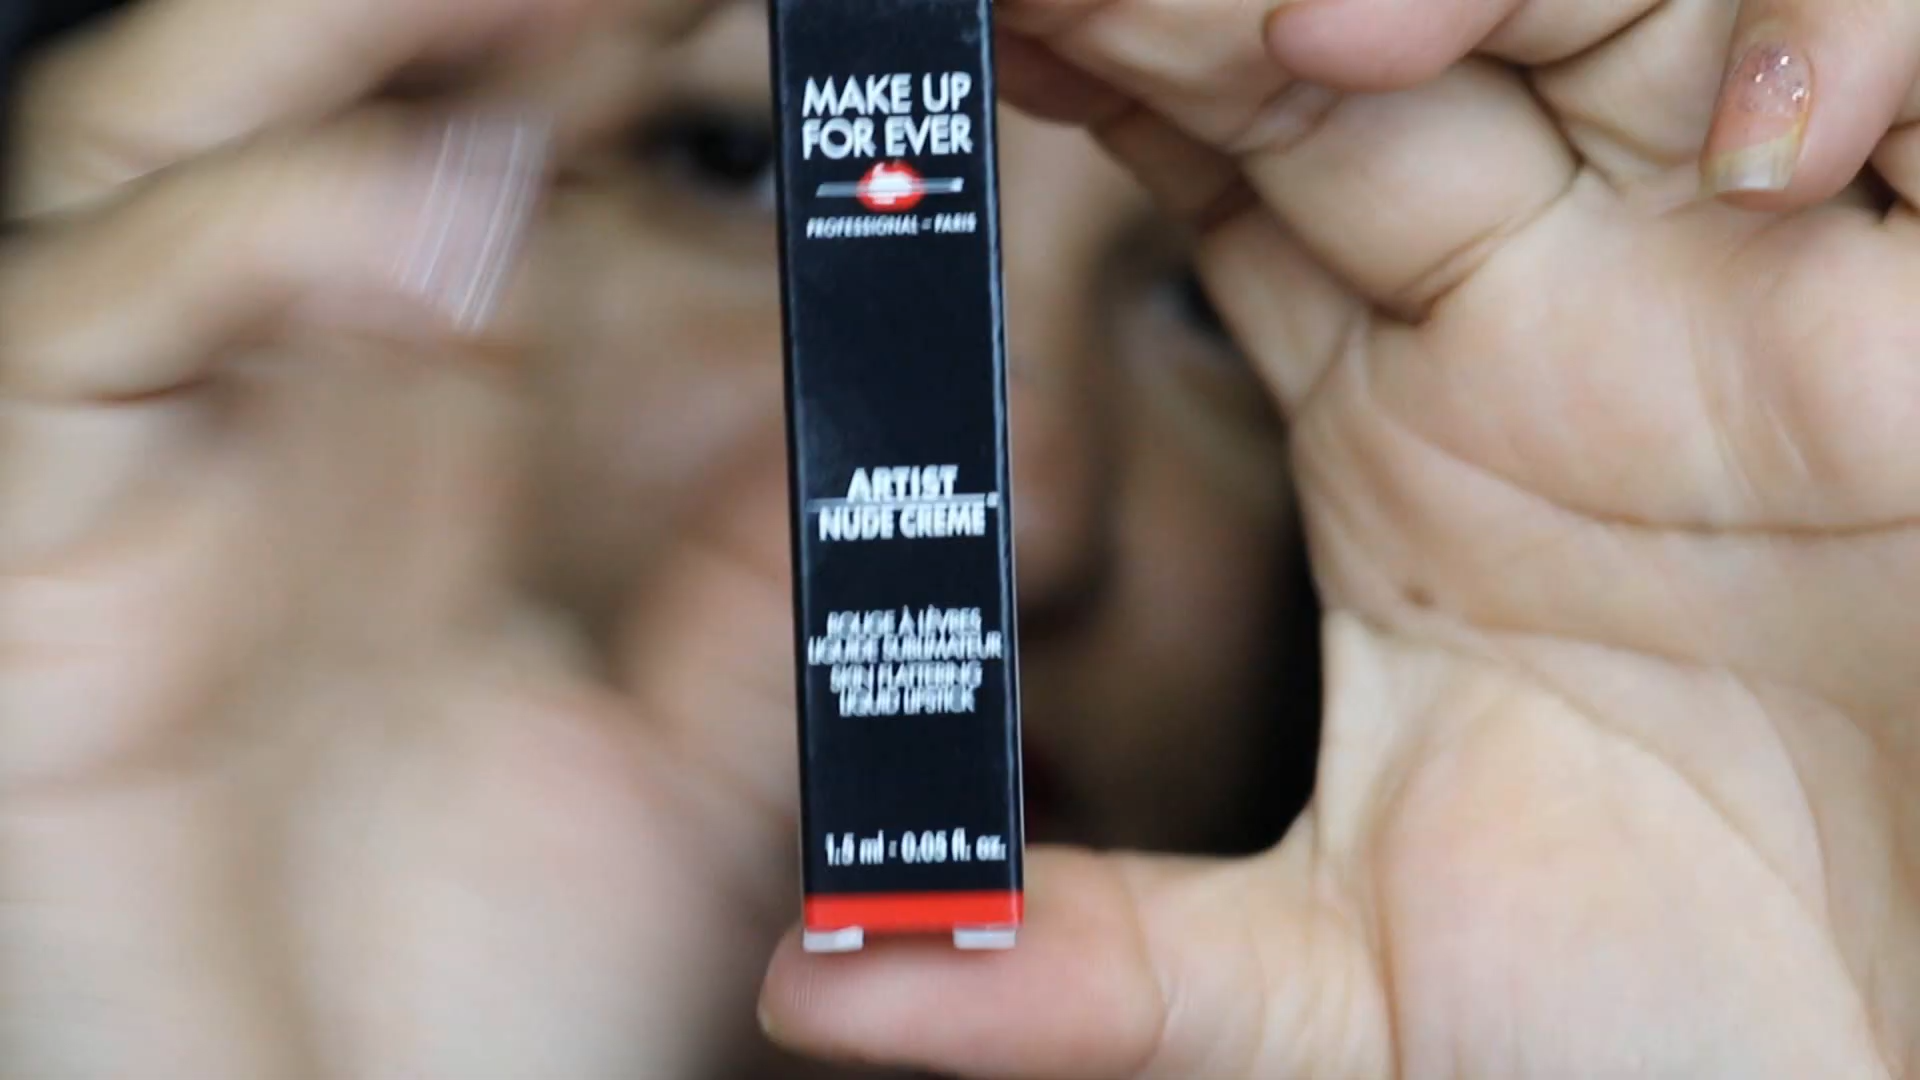 MAKE UP
FOR EVER
PROFESSIONAL - PARIS
ARTIST
NUDE CREME
ROUGE À LÈVRES
LIQUIDE SUBLIMATEUR
SKIN FLATTERING
LIQUID LIPSTICK
1.5 ml - 0.05 fl. oz.